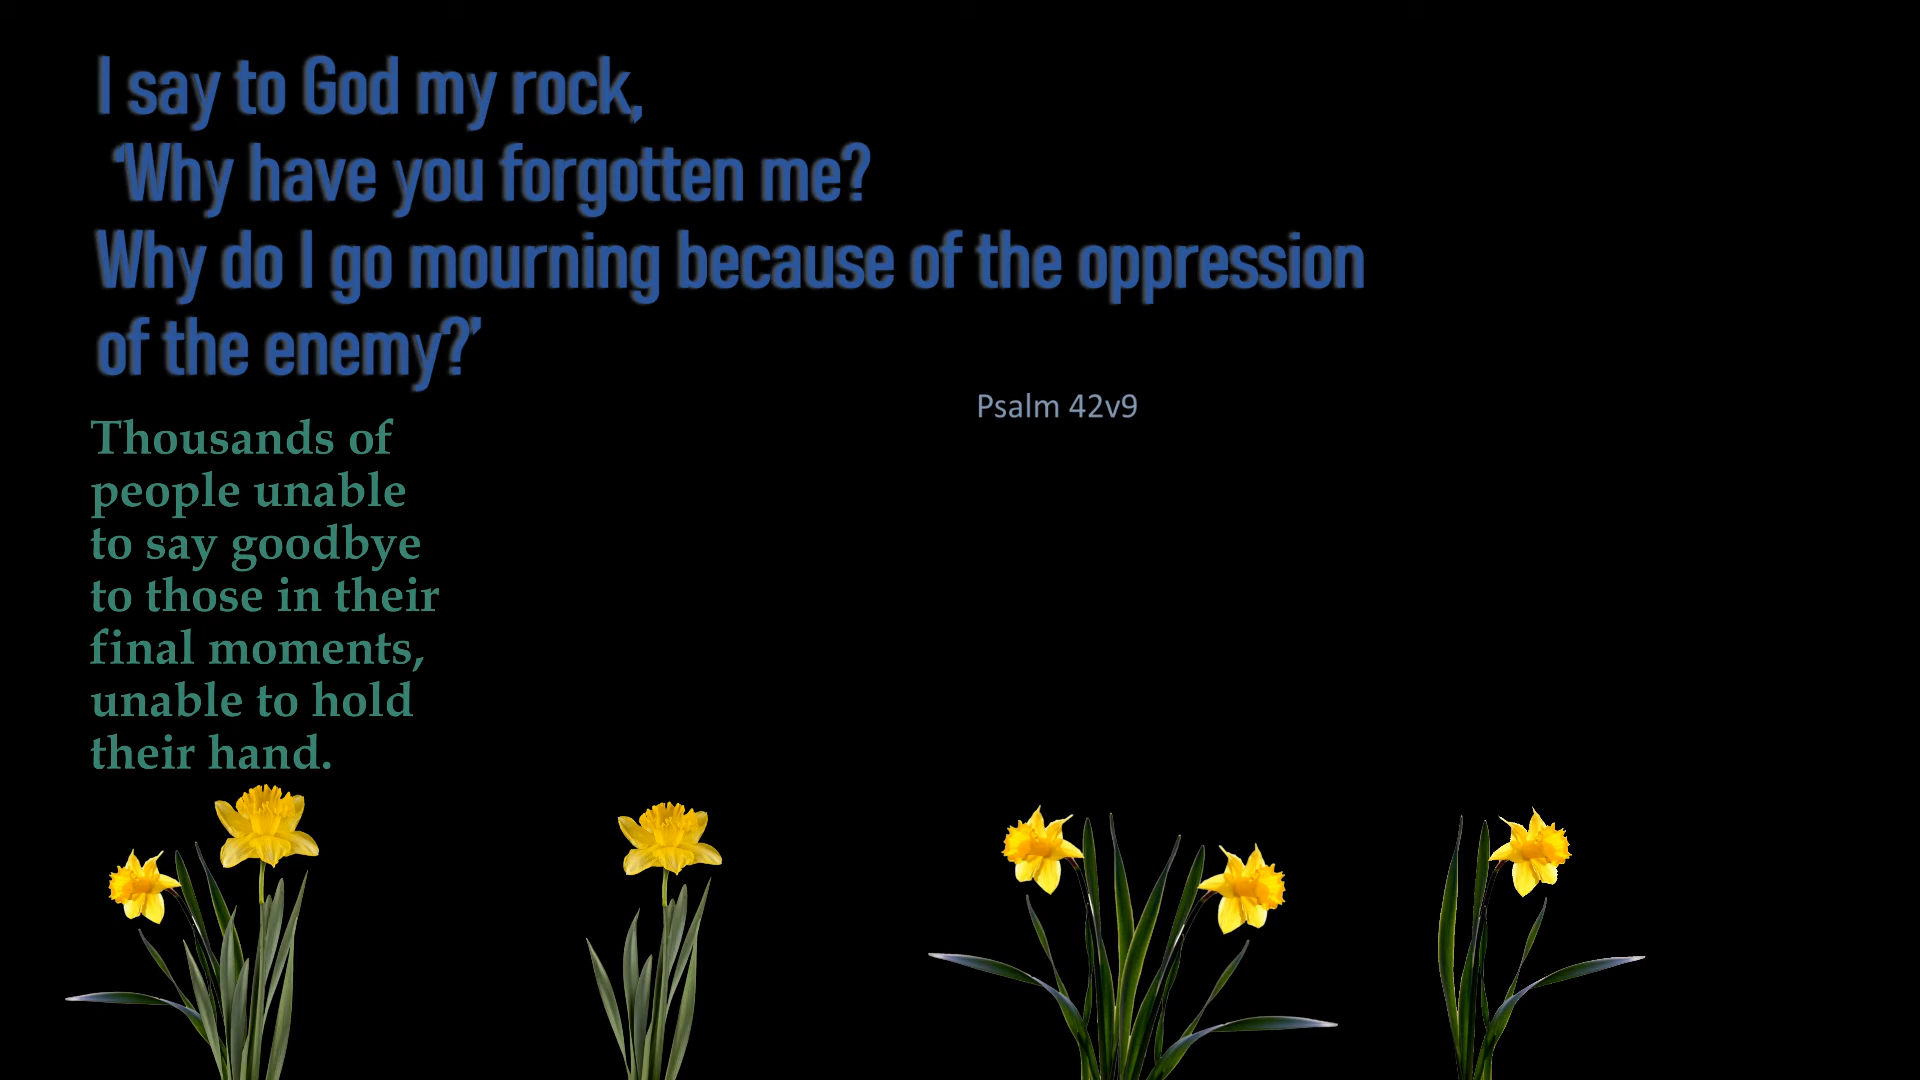 I say to God my rock,
‘Why have you forgotten me?
Why do I go mourning because of the oppression
of the enemy?’
Psalm 42v9
Thousands of
people unable
to say goodbye
to those in their
final moments,
unable to hold
their hand.